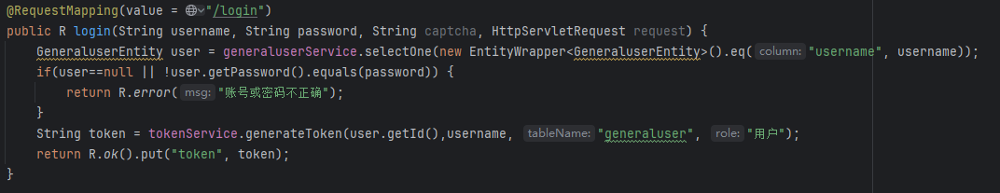 @RequestMapping(value = "/login")
public R login(String username, String password, String captcha, HttpServletRequest request) {
    GeneraluserEntity user = generaluserService.selectOne(new EntityWrapper<GeneraluserEntity>().eq( column: "username", username));
    if(user==null || !user.getPassword().equals(password)) {
        return R.error( msg: "账号或密码不正确");
    }
    String token = tokenService.generateToken(user.getId(),username, tableName: "generaluser", role: "用户");
    return R.ok().put("token", token);
}